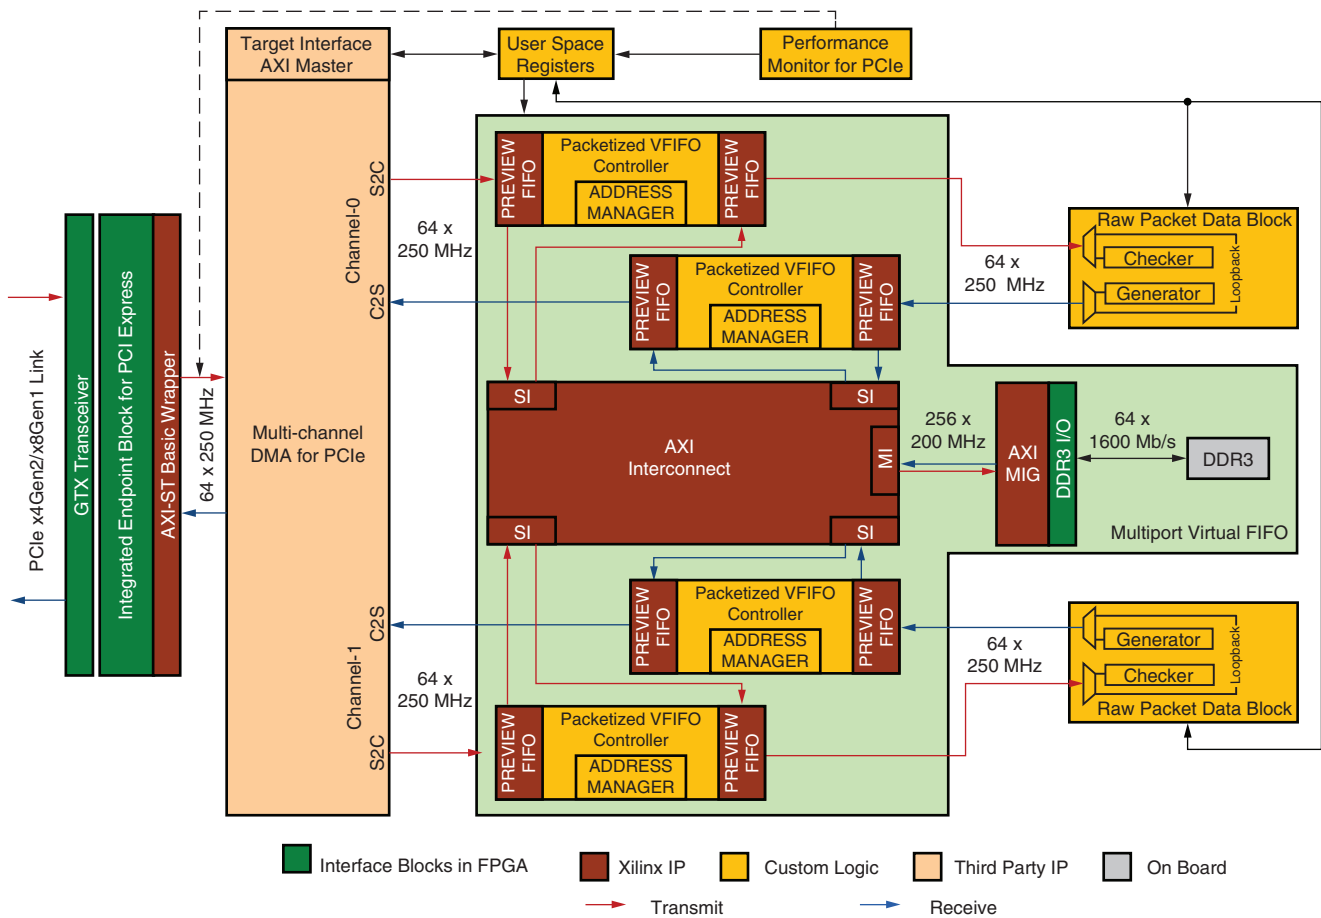 Target Interface
AXI Master
User Space
Registers
Performance
Monitor for PCIe
PREVIEW
FIFO
Packetized VFIFO
Controller
ADDRESS
MANAGER
PREVIEW
FIFO
S2C
64 x
250 MHz
Channel-0
C2S
PREVIEW
FIFO
Packetized VFIFO
Controller
ADDRESS
MANAGER
PREVIEW
FIFO
64 x
250 MHz
Raw Packet Data Block
Checker
Generator
Loopback
PCIe x4Gen2/x8Gen1 Link
GTX Transceiver
Integrated Endpoint Block for PCI Express
AXI-ST Basic Wrapper
64 x 250 MHz
Multi-channel
DMA for PCIe
SI
SI
AXI
Interconnect
MI
SI
SI
256 x
200 MHz
AXI
MIG
DDR3 I/O
64 x
1600 Mb/s
DDR3
Multiport Virtual FIFO
C2S
Channel-1
64 x
250 MHz
S2C
PREVIEW
FIFO
Packetized VFIFO
Controller
ADDRESS
MANAGER
PREVIEW
FIFO
64 x
250 MHz
Generator
Checker
Loopback
Raw Packet Data Block
PREVIEW
FIFO
Packetized VFIFO
Controller
ADDRESS
MANAGER
PREVIEW
FIFO
Interface Blocks in FPGA
Xilinx IP
Custom Logic
Third Party IP
On Board
Transmit
Receive